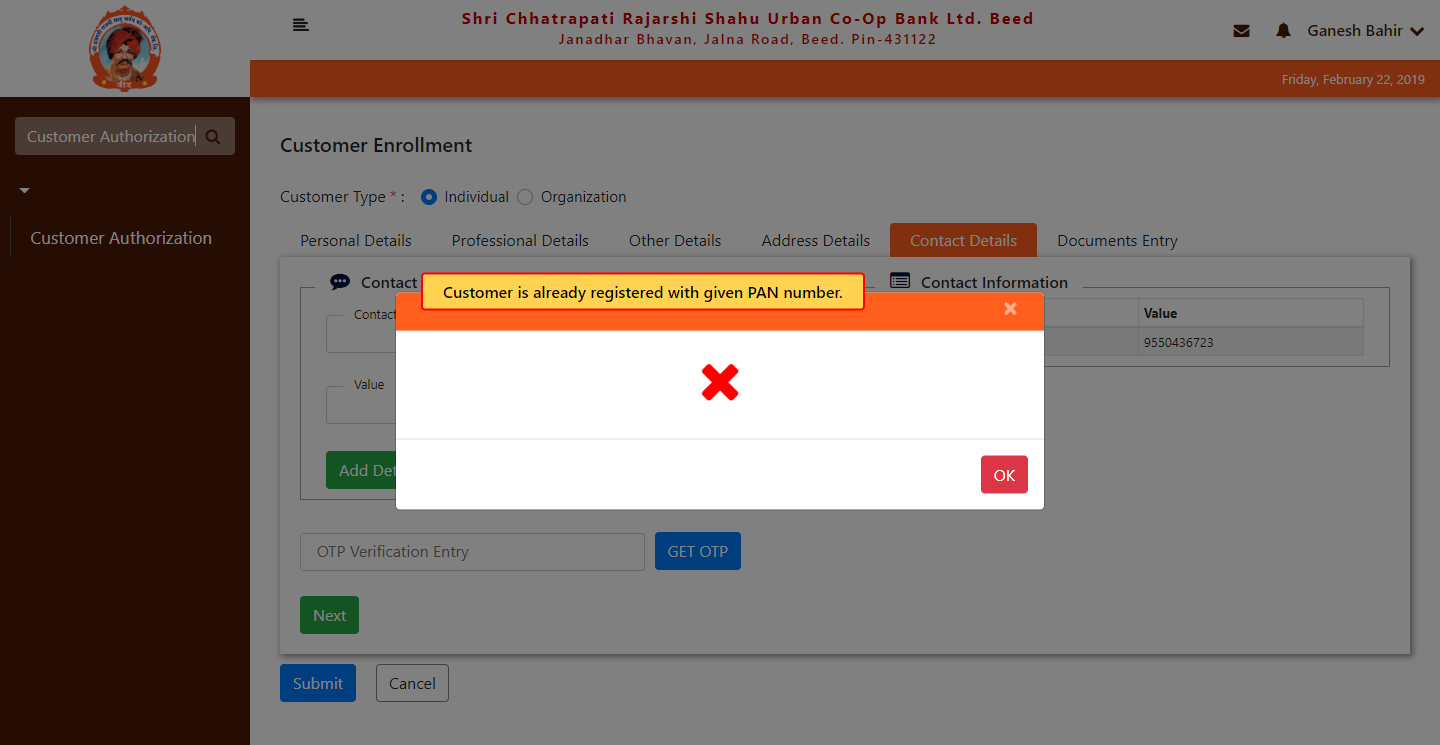 Shri Chhatrapati Rajarshi Shahu Urban Co-Op Bank Ltd. Beed
Janadhar Bhavan, Jalna Road, Beed. Pin-431122
Ganesh Bahir
Friday, February 22, 2019
बीड
Customer Authorization
Customer Authorization
Customer Enrollment
Customer Type * :
Individual
Organization
Personal Details
Professional Details
Other Details
Address Details
Contact Details
Documents Entry
Contact
Customer is already registered with given PAN number.
×
Contact Information
Contact
Value
9550436723
Value
Add Det
OK
OTP Verification Entry
GET OTP
Next
Submit
Cancel